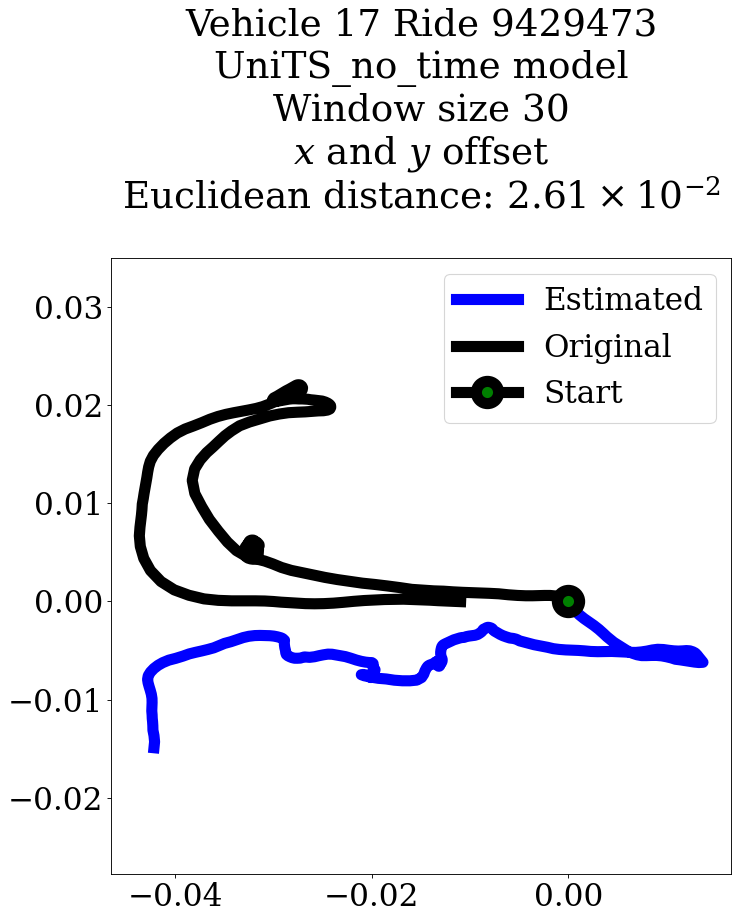 Vehicle 17 Ride 9429473
UniTS_no_time model
Window size 30
x and y offset
Euclidean distance: 2.61 × 10⁻²
Estimated
Original
Start
0.03
0.02
0.01
0.00
−0.01
−0.02
−0.04 −0.02 0.00